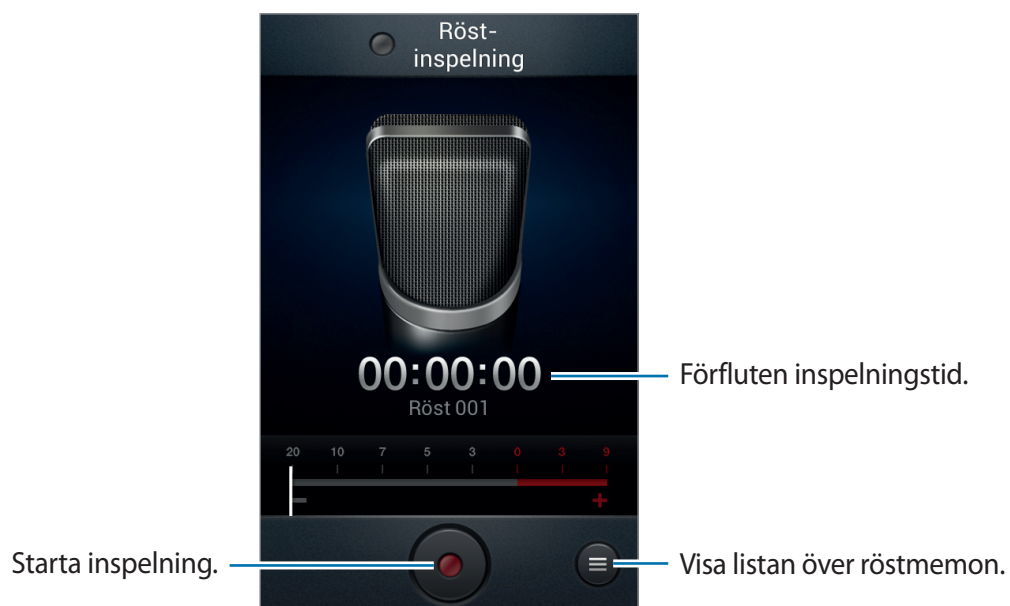 Röst-
inspelning
00:00:00
Förfluten inspelningstid.
Röst 001
20 10 7 5 3 0 3 9
− +
Starta inspelning.
Visa listan över röstmemon.